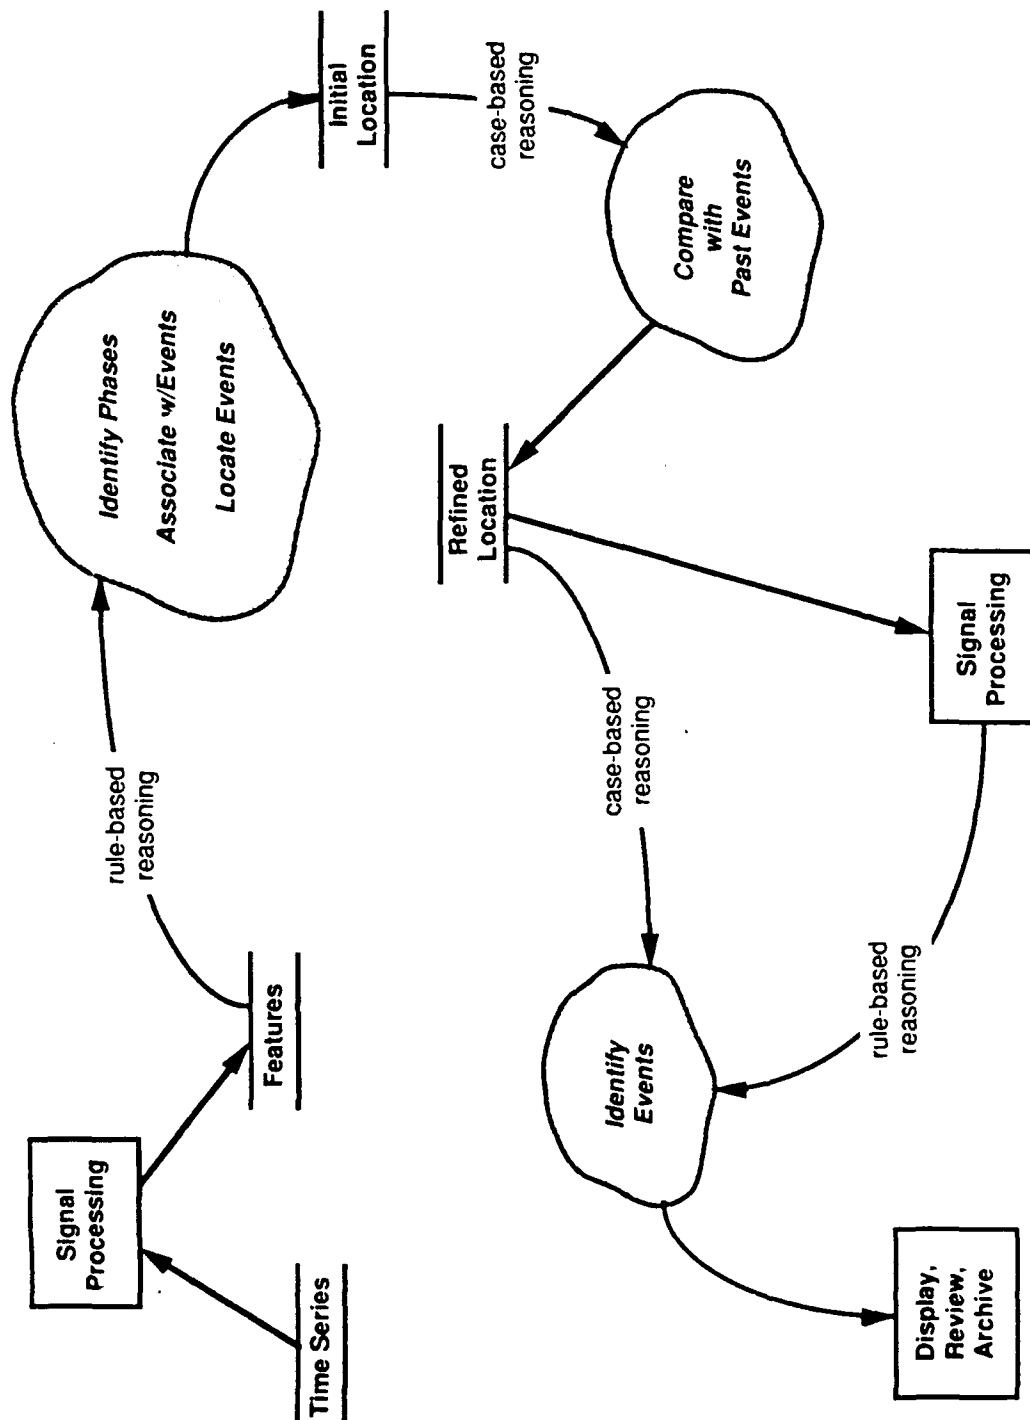 Time Series
Signal
Processing
Features
rule-based
reasoning
Identify Phases
Associate w/Events
Locate Events
Initial
Location
case-based
reasoning
Compare
with
Past Events
Refined
Location
case-based
reasoning
Signal
Processing
rule-based
reasoning
Identify
Events
Display,
Review,
Archive